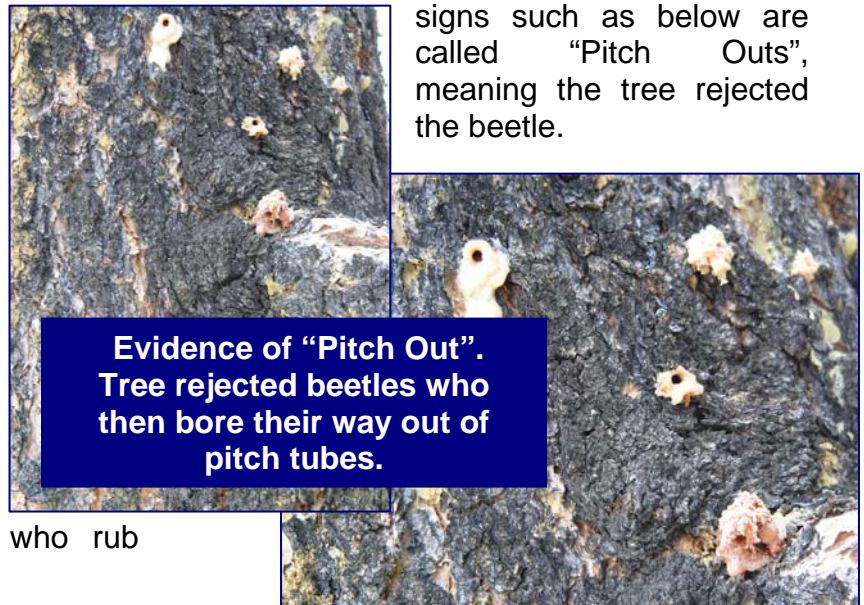 signs such as below are
called “Pitch Outs”,
meaning the tree rejected
the beetle.
Evidence of “Pitch Out”.
Tree rejected beetles who
then bore their way out of
pitch tubes.
who rub